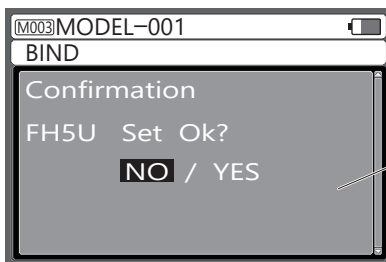 M003 MODEL-001
BIND
Confirmation
FH5U Set Ok?
NO / YES